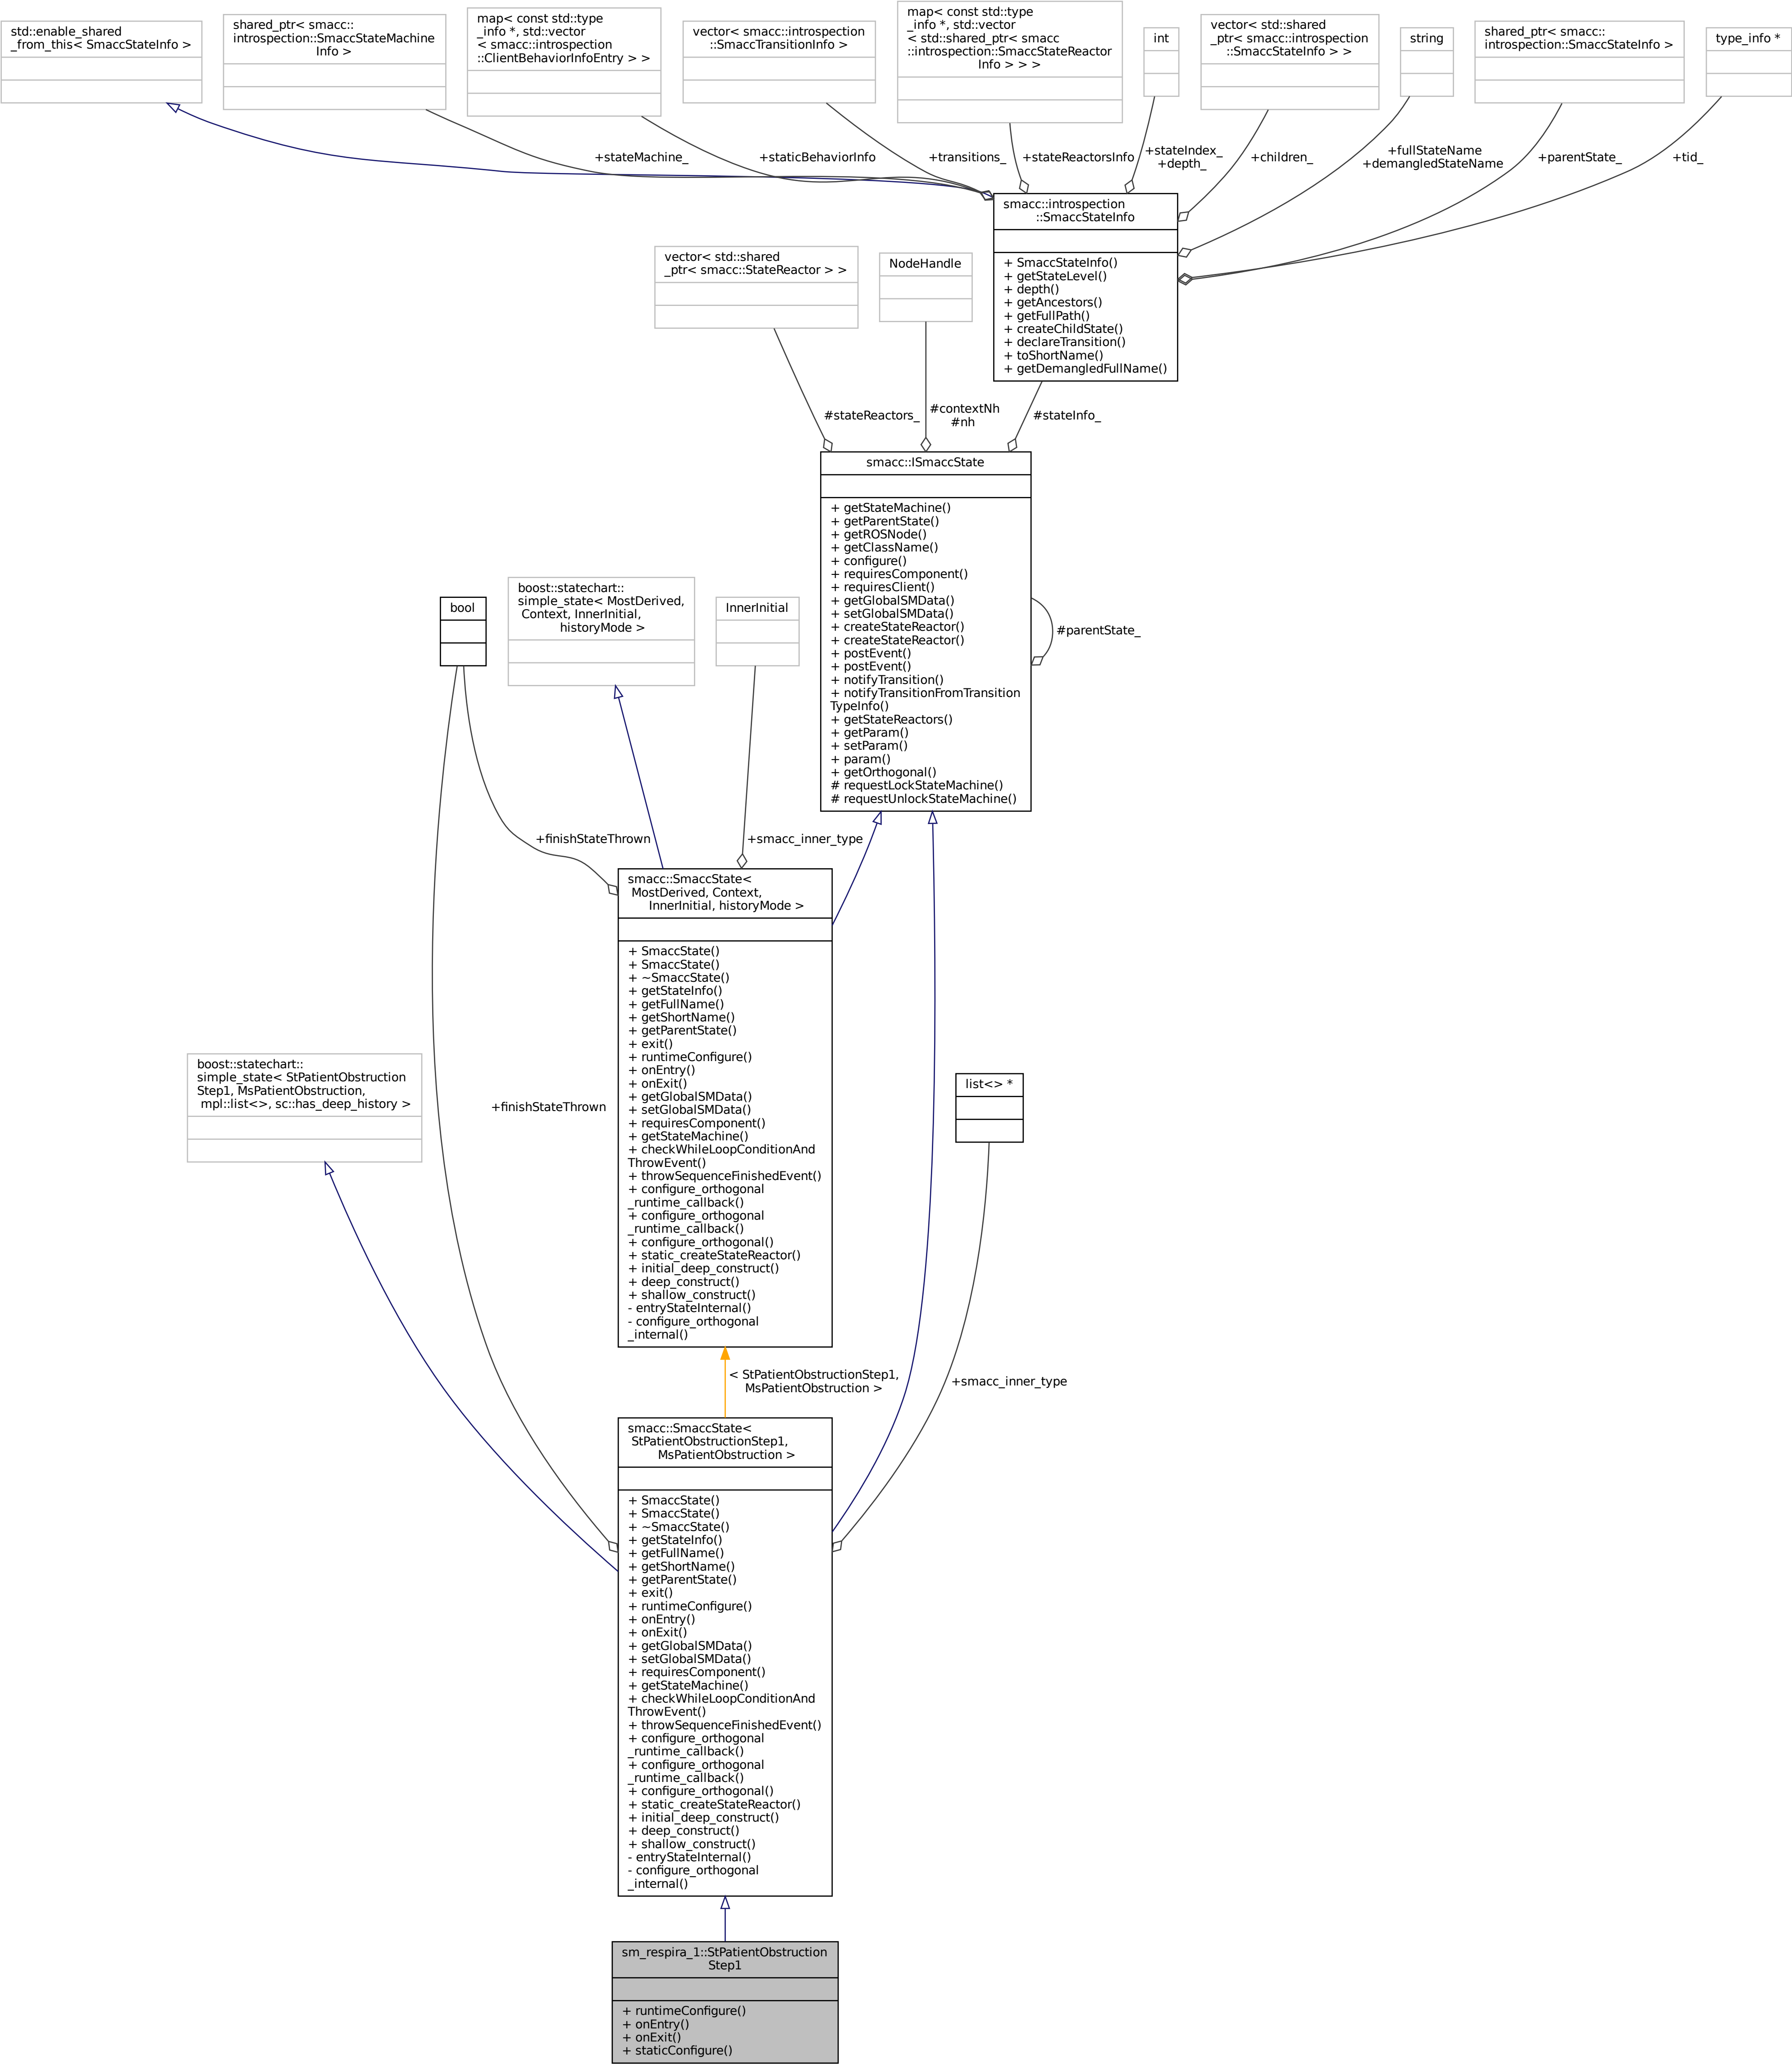 std::enable_shared
_from_this< SmaccStateInfo >
shared_ptr< smacc::
introspection::SmaccStateMachine
Info >
map< const std::type
_info *, std::vector
< smacc::introspection
::ClientBehaviorInfoEntry > >
vector< smacc::introspection
::SmaccTransitionInfo >
map< const std::type
_info *, std::vector
< std::shared_ptr< smacc
::introspection::SmaccStateReactor
Info > > >
int
vector< std::shared
_ptr< smacc::introspection
::SmaccStateInfo > >
string
shared_ptr< smacc::
introspection::SmaccStateInfo >
type_info *
+stateMachine_
+staticBehaviorInfo
+transitions_
+stateReactorsInfo
+stateIndex_
+depth_
+children_
+fullStateName
+demangledStateName
+parentState_
+tid_
smacc::introspection
::SmaccStateInfo
+ SmaccStateInfo()
+ getStateLevel()
+ depth()
+ getAncestors()
+ getFullPath()
+ createChildState()
+ declareTransition()
+ toShortName()
+ getDemangledFullName()
vector< std::shared
_ptr< smacc::StateReactor > >
NodeHandle
#stateReactors_
#contextNh
#nh
#stateInfo_
smacc::ISmaccState
+ getStateMachine()
+ getParentState()
+ getROSNode()
+ getClassName()
+ configure()
+ requiresComponent()
+ requiresClient()
+ getGlobalSMData()
+ setGlobalSMData()
+ createStateReactor()
+ createStateReactor()
+ postEvent()
+ postEvent()
+ notifyTransition()
+ notifyTransitionFromTransition
TypeInfo()
+ getStateReactors()
+ getParam()
+ setParam()
+ param()
+ getOrthogonal()
# requestLockStateMachine()
# requestUnlockStateMachine()
#parentState_
bool
boost::statechart::
simple_state< MostDerived,
Context, InnerInitial,
historyMode >
InnerInitial
+finishStateThrown
+smacc_inner_type
smacc::SmaccState<
MostDerived, Context,
InnerInitial, historyMode >
+ SmaccState()
+ SmaccState()
+ ~SmaccState()
+ getStateInfo()
+ getFullName()
+ getShortName()
+ getParentState()
+ exit()
+ runtimeConfigure()
+ onEntry()
+ onExit()
+ getGlobalSMData()
+ setGlobalSMData()
+ requiresComponent()
+ getStateMachine()
+ checkWhileLoopConditionAnd
ThrowEvent()
+ throwSequenceFinishedEvent()
+ configure_orthogonal
_runtime_callback()
+ configure_orthogonal
_runtime_callback()
+ configure_orthogonal()
+ static_createStateReactor()
+ initial_deep_construct()
+ deep_construct()
+ shallow_construct()
- entryStateInternal()
- configure_orthogonal
_internal()
boost::statechart::
simple_state< StPatientObstruction
Step1, MsPatientObstruction,
mpl::list<>, sc::has_deep_history >
+finishStateThrown
list<> *
< StPatientObstructionStep1,
MsPatientObstruction >
+smacc_inner_type
smacc::SmaccState<
StPatientObstructionStep1,
MsPatientObstruction >
+ SmaccState()
+ SmaccState()
+ ~SmaccState()
+ getStateInfo()
+ getFullName()
+ getShortName()
+ getParentState()
+ exit()
+ runtimeConfigure()
+ onEntry()
+ onExit()
+ getGlobalSMData()
+ setGlobalSMData()
+ requiresComponent()
+ getStateMachine()
+ checkWhileLoopConditionAnd
ThrowEvent()
+ throwSequenceFinishedEvent()
+ configure_orthogonal
_runtime_callback()
+ configure_orthogonal
_runtime_callback()
+ configure_orthogonal()
+ static_createStateReactor()
+ initial_deep_construct()
+ deep_construct()
+ shallow_construct()
- entryStateInternal()
- configure_orthogonal
_internal()
sm_respira_1::StPatientObstruction
Step1
+ runtimeConfigure()
+ onEntry()
+ onExit()
+ staticConfigure()